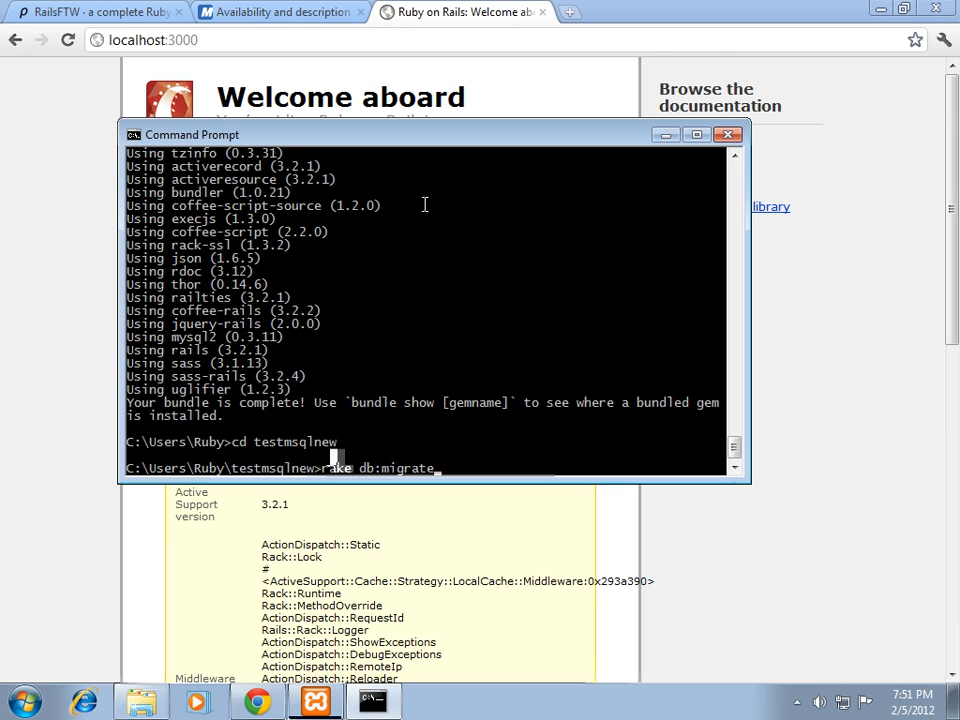 RailsFTW - a complete Ruby
Availability and description
Ruby on Rails: Welcome abo
localhost:3000
Welcome aboard
Browse the
documentation
library
Command Prompt
Using tzinfo (0.3.31)
Using activerecord (3.2.1)
Using activeresource (3.2.1)
Using bundler (1.0.21)
Using coffee-script-source (1.2.0)
Using execjs (1.3.0)
Using coffee-script (2.2.0)
Using rack-ssl (1.3.2)
Using json (1.6.5)
Using rdoc (3.12)
Using thor (0.14.6)
Using railties (3.2.1)
Using coffee-rails (3.2.2)
Using jquery-rails (2.0.0)
Using mysql2 (0.3.11)
Using rails (3.2.1)
Using sass (3.1.13)
Using sass-rails (3.2.4)
Using uglifier (1.2.3)
Your bundle is complete! Use `bundle show [gemname]` to see where a bundled gem
is installed.
C:\Users\Ruby>cd testmsqlnew
C:\Users\Ruby\testmsqlnew>rake db:migrate_
Active
Support
version
3.2.1
ActionDispatch::Static
Rack::Lock
#
<ActiveSupport::Cache::Strategy::LocalCache::Middleware:0x293a390>
Rack::Runtime
Rack::MethodOverride
ActionDispatch::RequestId
Rails::Rack::Logger
ActionDispatch::ShowExceptions
ActionDispatch::DebugExceptions
ActionDispatch::RemoteIp
Middleware
ActionDispatch::Reloader
7:51 PM
2/5/2012